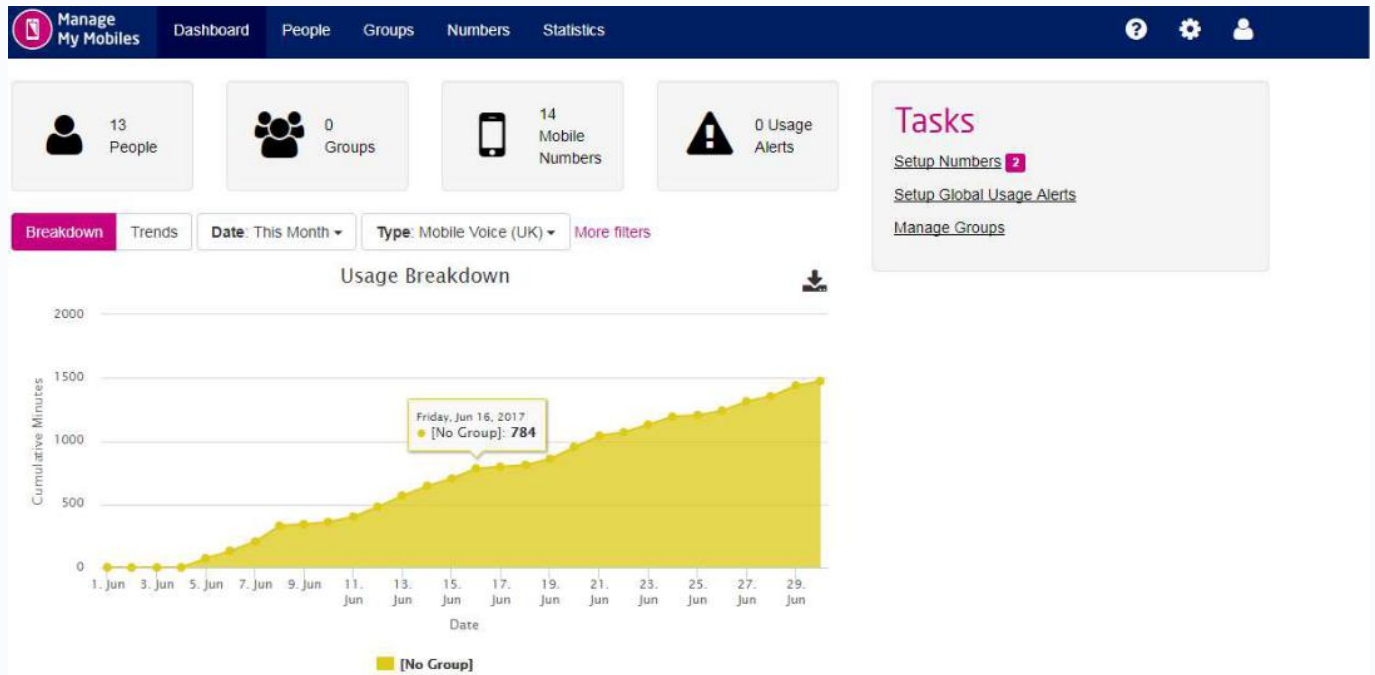 Manage
My Mobiles
Dashboard People Groups Numbers Statistics
13
People
0
Groups
14
Mobile
Numbers
0 Usage
Alerts
Tasks
Setup Numbers 2
Setup Global Usage Alerts
Manage Groups
Breakdown Trends Date: This Month Type: Mobile Voice (UK) More filters
Usage Breakdown
2000
1500
1000
500
0
Cumulative Minutes
Friday, Jun 16, 2017
[No Group]: 784
1. Jun 3. Jun 5. Jun 7. Jun 9. Jun 11. Jun 13. Jun 15. Jun 17. Jun 19. Jun 21. Jun 23. Jun 25. Jun 27. Jun 29. Jun
Date
[No Group]